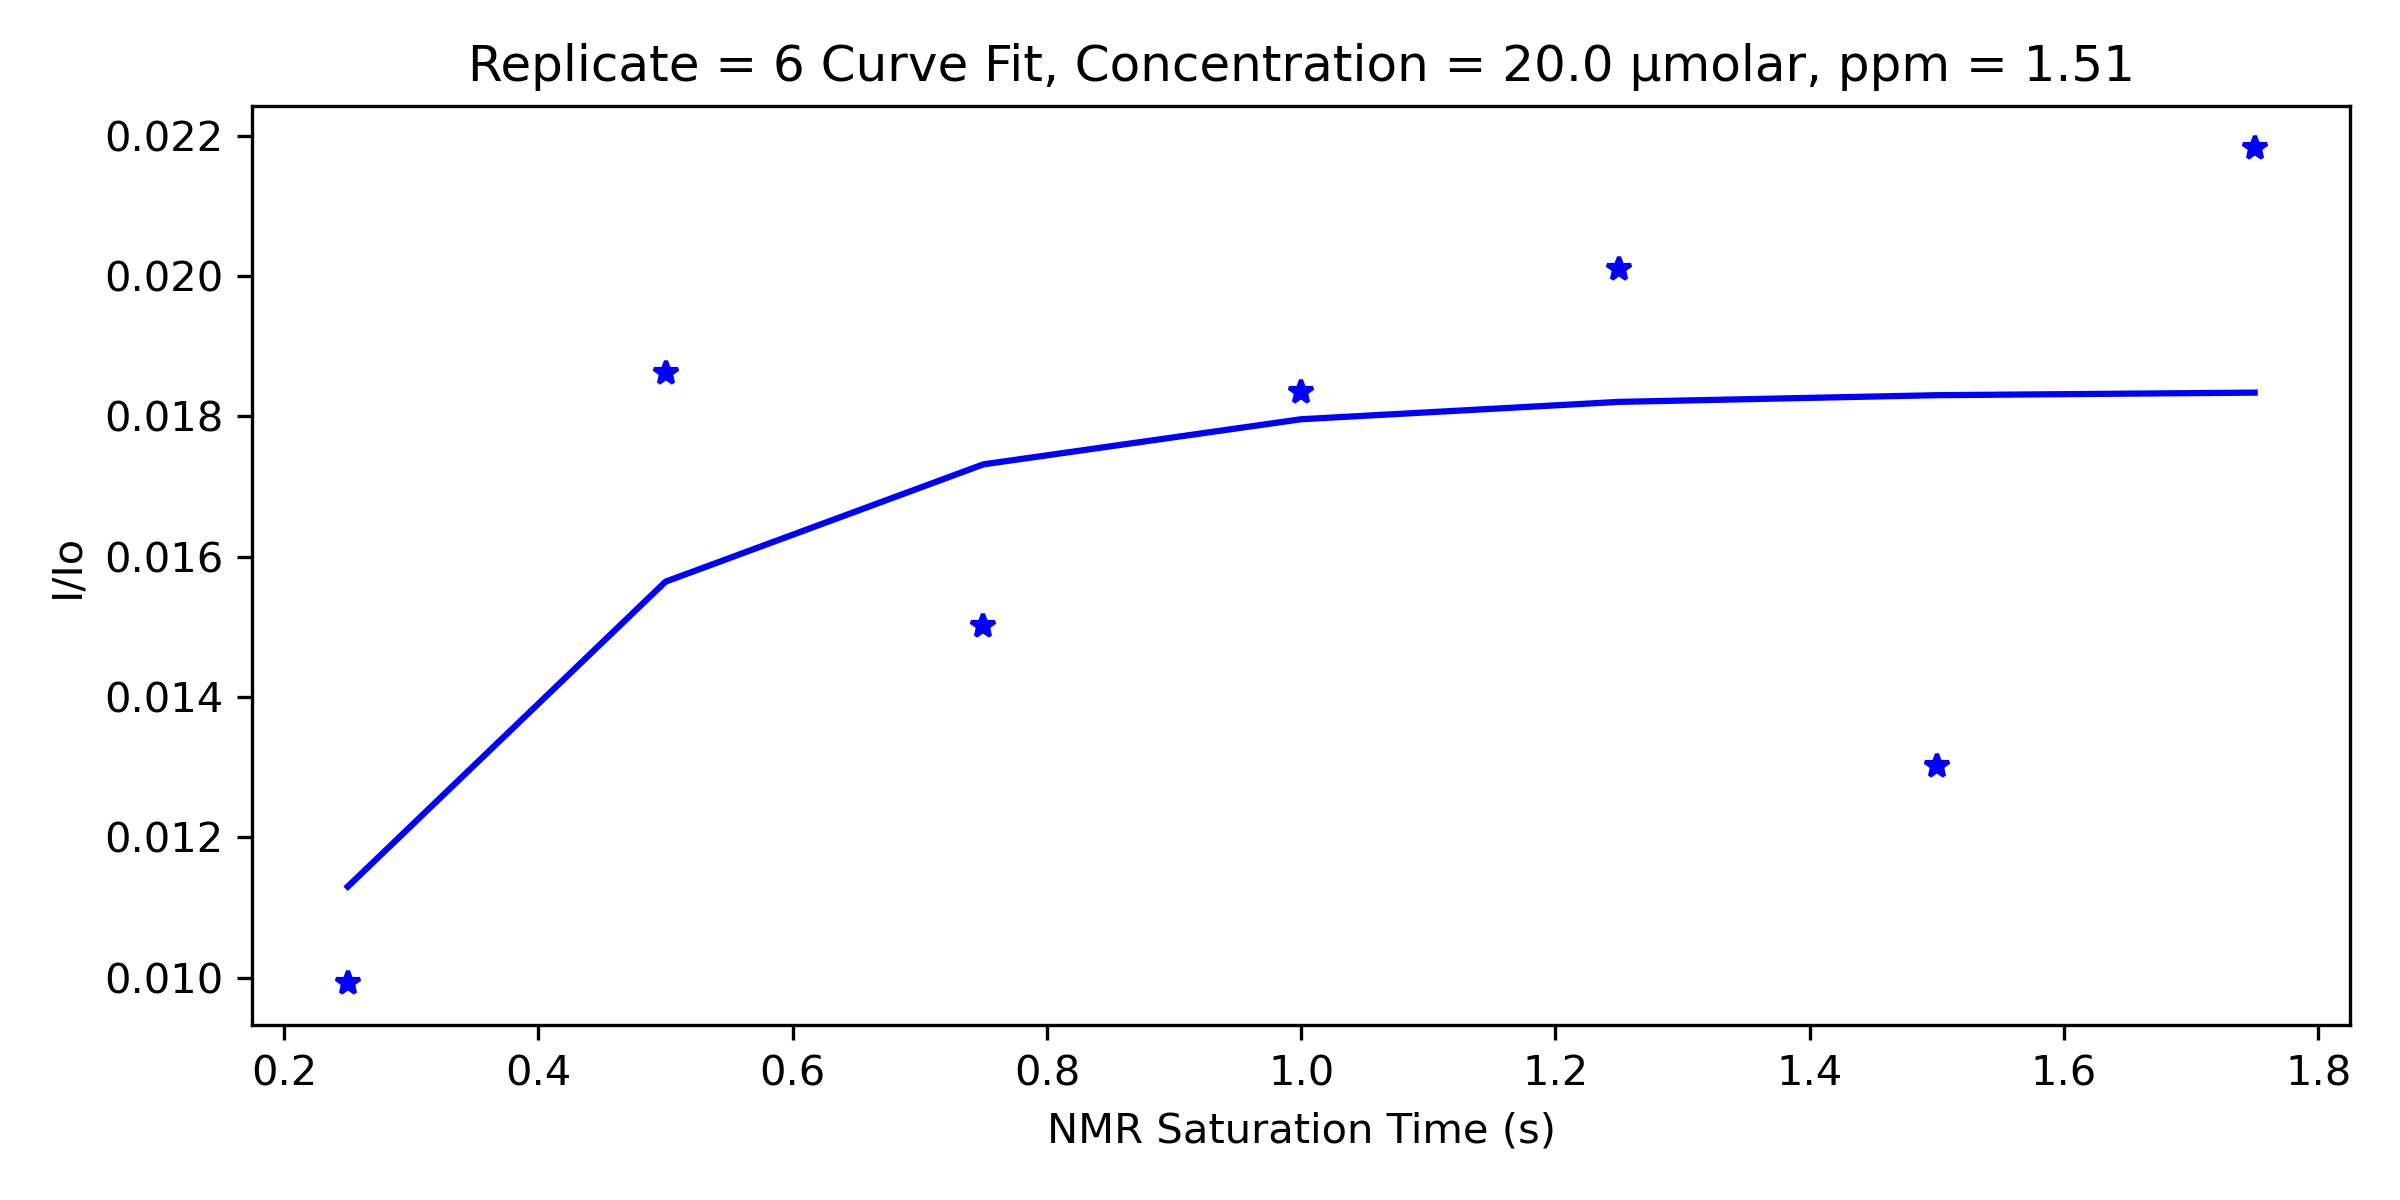 Replicate = 6 Curve Fit, Concentration = 20.0 µmolar, ppm = 1.51
I/Io
0.022
0.020
0.018
0.016
0.014
0.012
0.010
0.2 0.4 0.6 0.8 1.0 1.2 1.4 1.6 1.8
NMR Saturation Time (s)